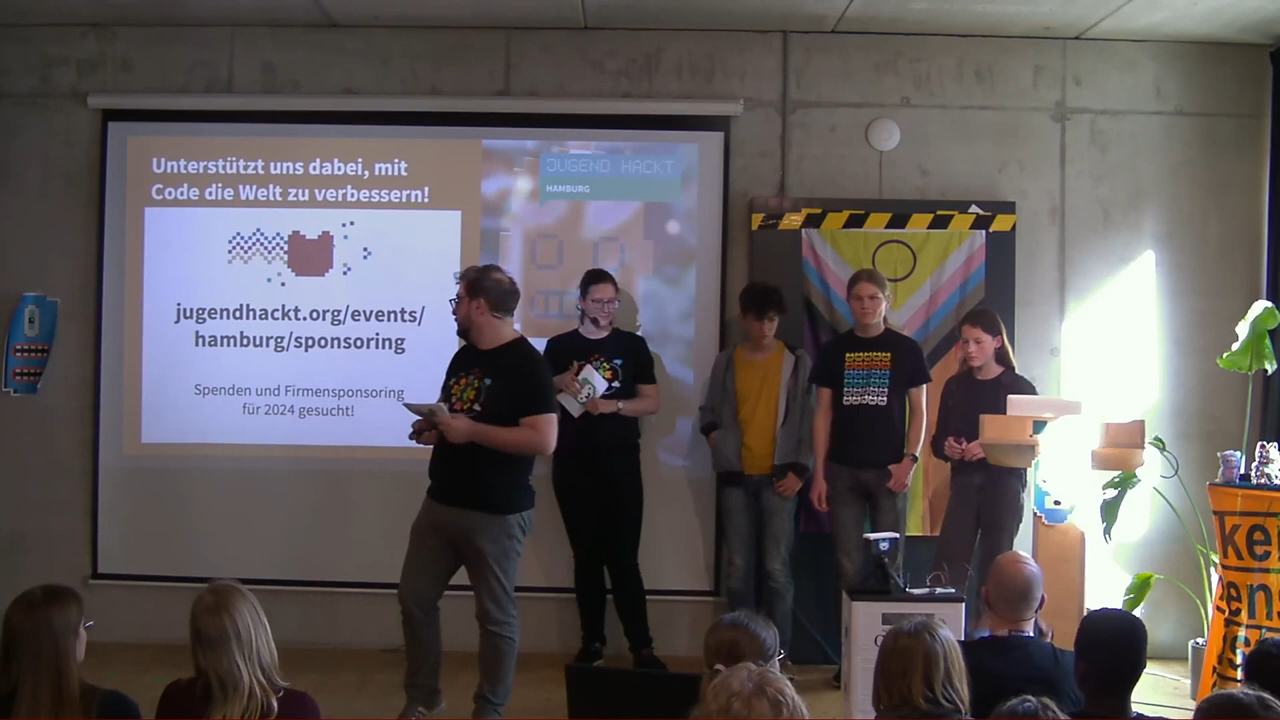 Unterstützt uns dabei, mit
Code die Welt zu verbessern!
JUGEND HACKT
HAMBURG
jugendhackt.org/events/
hamburg/sponsoring
Spenden und Firmensponsoring
für 2024 gesucht!